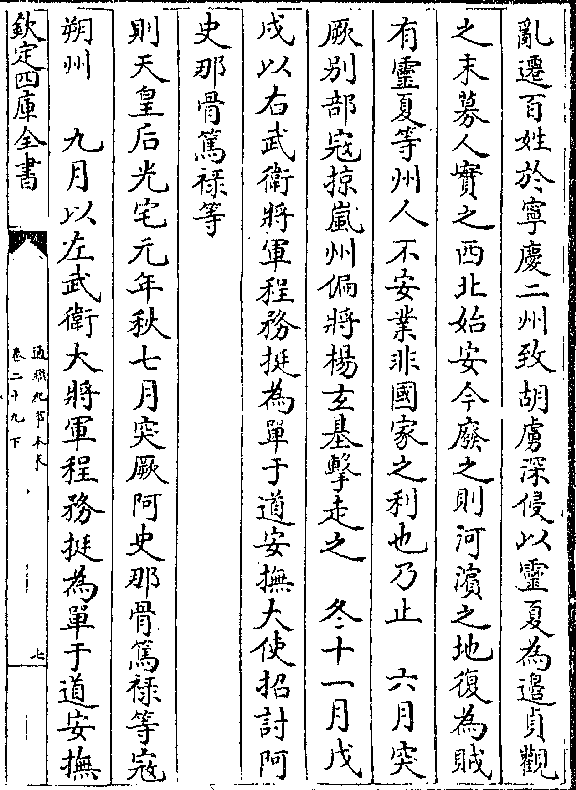 亂遷百姓於寧慶二州致胡虜深侵以靈夏為邉貞觀
之末募人實之西北始安今廢之則河濵之地復為賊
有靈夏等州人不安業非國家之利也乃止　六月突
厥别部寇掠嵐州偏將楊玄基擊走之　冬十一月戊
戌以右武衛將軍程務挺為單于道安撫大使招討阿
史那骨篤禄等
則天皇后光宅元年秋七月突厥阿史那骨篤禄等寇
朔州　九月以左武衛大將軍程務挺為單于道安撫
欽定四庫全書
通鑑紀事本末
卷二十九下
七